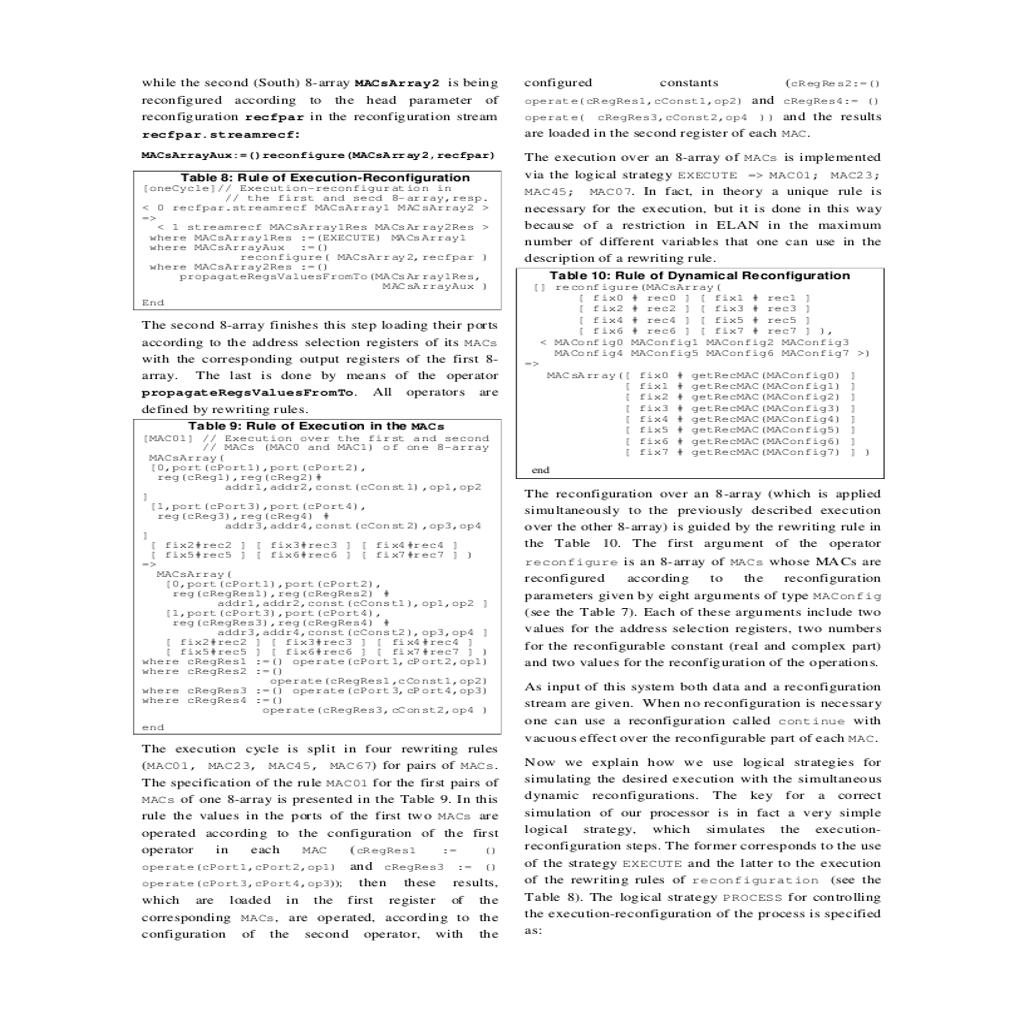 while the second (South) 8-array MACsArray2 is being
reconfigured according to the head parameter of
reconfiguration recfpar in the reconfiguration stream
recfpar.streamrecf:
MACsArrayAux:=()reconfigure(MACsArray2,recfpar)
Table 8: Rule of Execution-Reconfiguration
[oneCycle]// Execution-reconfiguration in
// the first and secd 8-array,resp.
< 0 recfpar.streamrecf MACsArray1 MACsArray2 >
=>
< 1 streamrecf MACsArray1Res MACsArray2Res >
where MACsArray1Res :=(EXECUTE) MACsArray1
where MACsArrayAux :=()
reconfigure( MACsArray2,recfpar )
where MACsArray2Res :=()
propagateRegsValuesFromTo(MACsArray1Res,
MACsArrayAux )
End
The second 8-array finishes this step loading their ports
according to the address selection registers of its MACs
with the corresponding output registers of the first 8-
array. The last is done by means of the operator
propagateRegsValuesFromTo. All operators are
defined by rewriting rules.
Table 9: Rule of Execution in the MACs
[MAC01] // Execution over the first and second
// MACs (MAC0 and MAC1) of one 8-array
MACsArray(
[0,port(cPort1),port(cPort2),
reg(cReg1),reg(cReg2)#
addr1,addr2,const(cConst1),op1,op2
]
[1,port(cPort3),port(cPort4),
reg(cReg3),reg(cReg4) #
addr3,addr4,const(cConst2),op3,op4
]
[ fix2#rec2 ] [ fix3#rec3 ] [ fix4#rec4 ]
[ fix5#rec5 ] [ fix6#rec6 ] [ fix7#rec7 ] )
=>
MACsArray(
[0,port(cPort1),port(cPort2),
reg(cRegRes1),reg(cRegRes2) #
addr1,addr2,const(cConst1),op1,op2 ]
[1,port(cPort3),port(cPort4),
reg(cRegRes3),reg(cRegRes4) #
addr3,addr4,const(cConst2),op3,op4 ]
[ fix2#rec2 ] [ fix3#rec3 ] [ fix4#rec4 ]
[ fix5#rec5 ] [ fix6#rec6 ] [ fix7#rec7 ] )
where cRegRes1 :=() operate(cPort1,cPort2,op1)
where cRegRes2 :=()
operate(cRegRes1,cConst1,op2)
where cRegRes3 :=() operate(cPort3,cPort4,op3)
where cRegRes4 :=()
operate(cRegRes3,cConst2,op4 )
end
The execution cycle is split in four rewriting rules
(MAC01, MAC23, MAC45, MAC67) for pairs of MACs.
The specification of the rule MAC01 for the first pairs of
MACs of one 8-array is presented in the Table 9. In this
rule the values in the ports of the first two MACs are
operated according to the configuration of the first
operator in each MAC (cRegRes1 := ()
operate(cPort1,cPort2,op1) and cRegRes3 := ()
operate(cPort3,cPort4,op3)); then these results,
which are loaded in the first register of the
corresponding MACs, are operated, according to the
configuration of the second operator, with the
configured constants (cRegRes2:=()
operate(cRegRes1,cConst1,op2) and cRegRes4:= ()
operate( cRegRes3,cConst2,op4 )) and the results
are loaded in the second register of each MAC.
The execution over an 8-array of MACs is implemented
via the logical strategy EXECUTE => MAC01; MAC23;
MAC45; MAC07. In fact, in theory a unique rule is
necessary for the execution, but it is done in this way
because of a restriction in ELAN in the maximum
number of different variables that one can use in the
description of a rewriting rule.
Table 10: Rule of Dynamical Reconfiguration
[] reconfigure(MACsArray(
[ fix0 # rec0 ] [ fix1 # rec1 ]
[ fix2 # rec2 ] [ fix3 # rec3 ]
[ fix4 # rec4 ] [ fix5 # rec5 ]
[ fix6 # rec6 ] [ fix7 # rec7 ] ),
< MAConfig0 MAConfig1 MAConfig2 MAConfig3
MAConfig4 MAConfig5 MAConfig6 MAConfig7 >)
=>
MACsArray([ fix0 # getRecMAC(MAConfig0) ]
[ fix1 # getRecMAC(MAConfig1) ]
[ fix2 # getRecMAC(MAConfig2) ]
[ fix3 # getRecMAC(MAConfig3) ]
[ fix4 # getRecMAC(MAConfig4) ]
[ fix5 # getRecMAC(MAConfig5) ]
[ fix6 # getRecMAC(MAConfig6) ]
[ fix7 # getRecMAC(MAConfig7) ] )
end
The reconfiguration over an 8-array (which is applied
simultaneously to the previously described execution
over the other 8-array) is guided by the rewriting rule in
the Table 10. The first argument of the operator
reconfigure is an 8-array of MACs whose MACs are
reconfigured according to the reconfiguration
parameters given by eight arguments of type MAConfig
(see the Table 7). Each of these arguments include two
values for the address selection registers, two numbers
for the reconfigurable constant (real and complex part)
and two values for the reconfiguration of the operations.
As input of this system both data and a reconfiguration
stream are given. When no reconfiguration is necessary
one can use a reconfiguration called continue with
vacuous effect over the reconfigurable part of each MAC.
Now we explain how we use logical strategies for
simulating the desired execution with the simultaneous
dynamic reconfigurations. The key for a correct
simulation of our processor is in fact a very simple
logical strategy, which simulates the execution-
reconfiguration steps. The former corresponds to the use
of the strategy EXECUTE and the latter to the execution
of the rewriting rules of reconfiguration (see the
Table 8). The logical strategy PROCESS for controlling
the execution-reconfiguration of the process is specified
as: